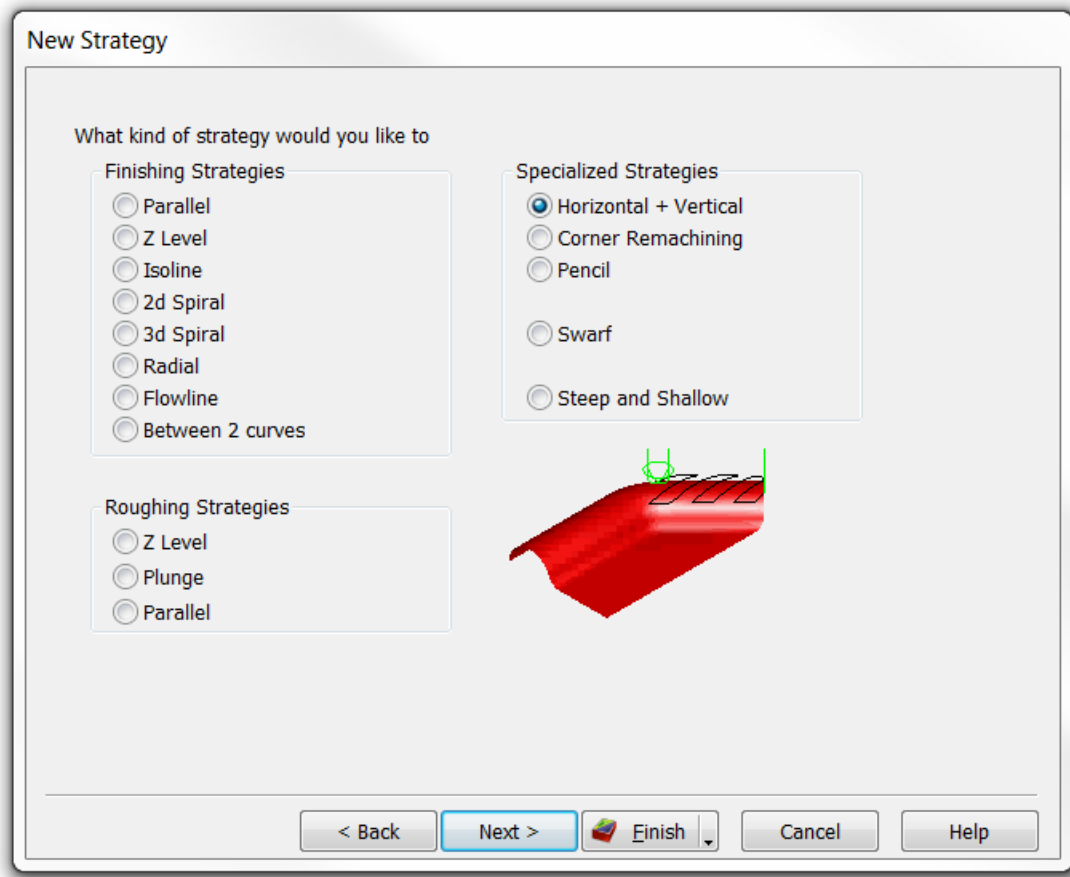 New Strategy
What kind of strategy would you like to
Finishing Strategies
Parallel
Z Level
Isoline
2d Spiral
3d Spiral
Radial
Flowline
Between 2 curves
Roughing Strategies
Z Level
Plunge
Parallel
Specialized Strategies
Horizontal + Vertical
Corner Remachining
Pencil
Swarf
Steep and Shallow
< Back Next > Finish Cancel Help